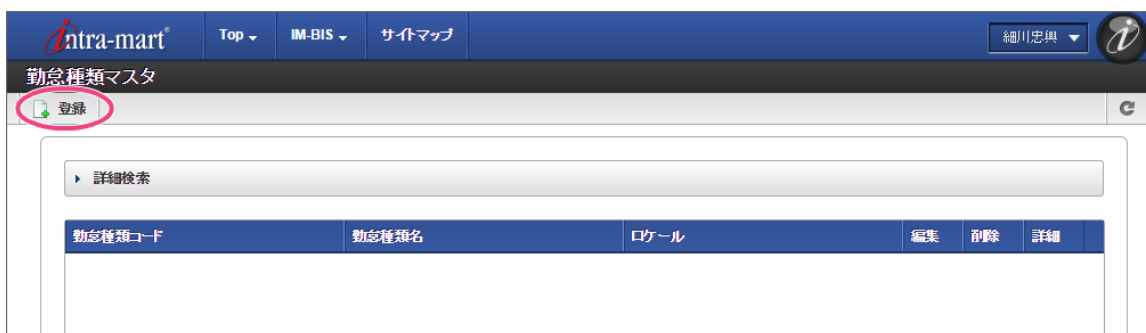 intra-mart® Top IM-BIS サイトマップ 細川忠興
勤怠種類マスタ
登録
詳細検索
勤怠種類コード 勤怠種類名 ロケール 編集 削除 詳細